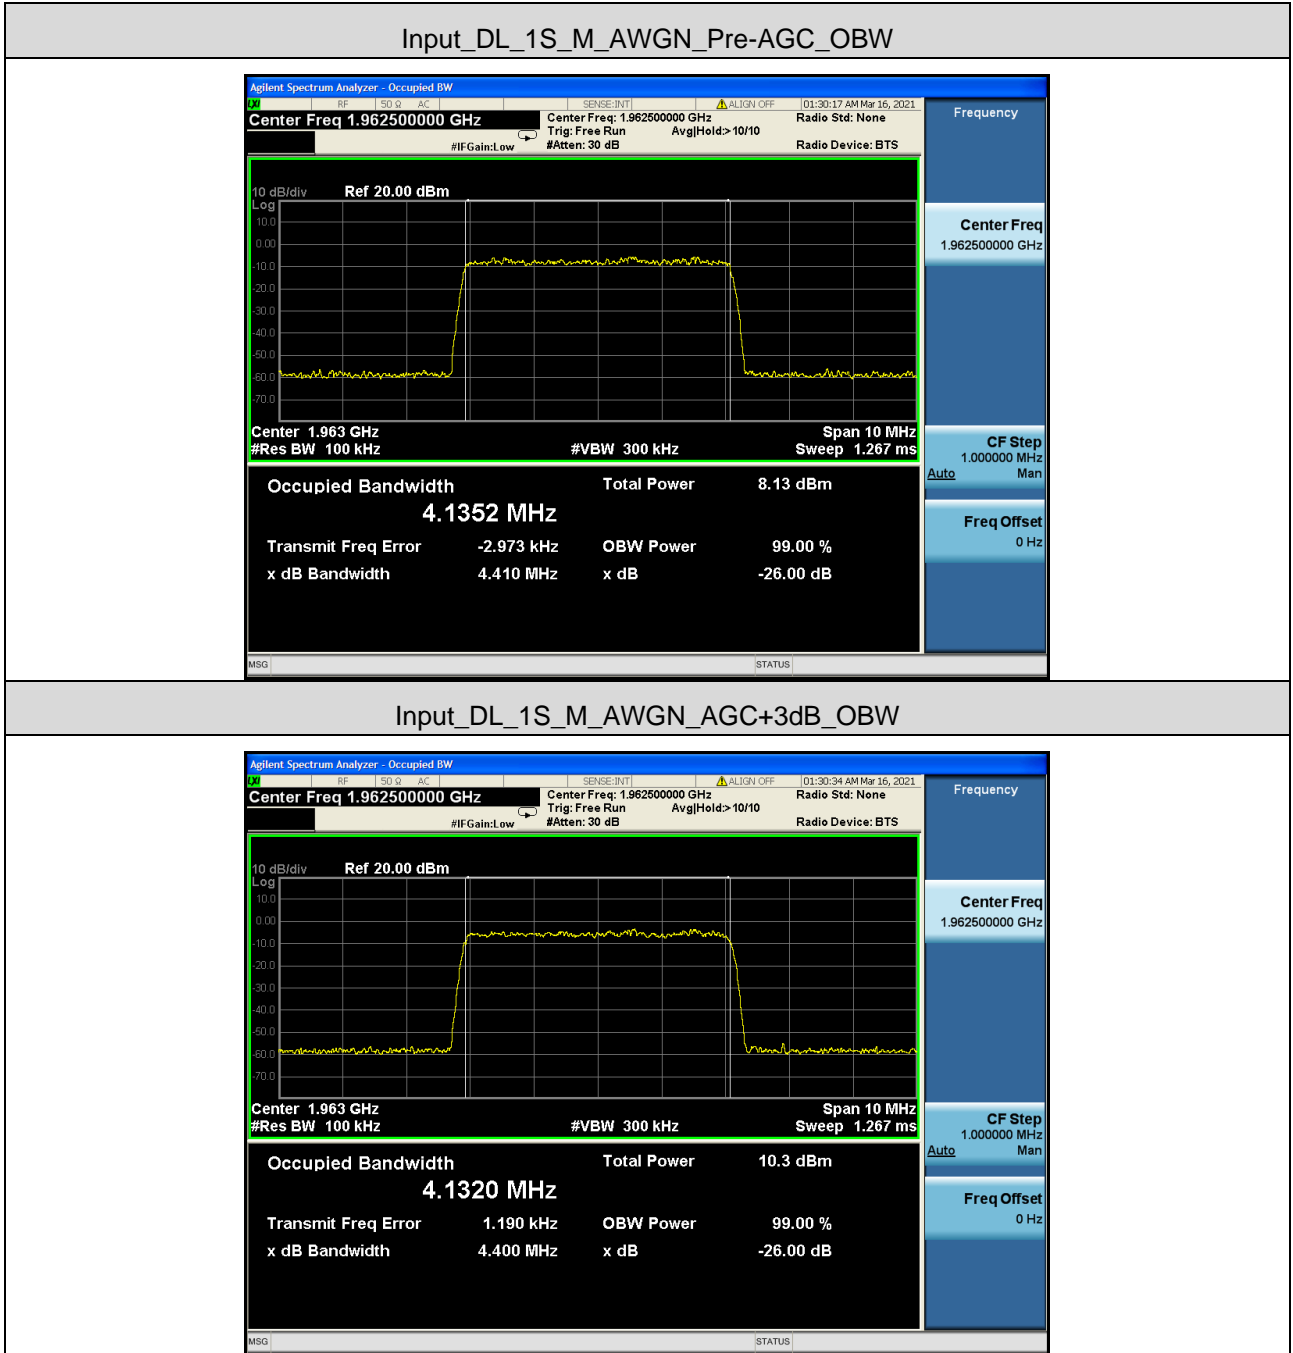 Input_DL_1S_M_AWGN_Pre-AGC_OBW
Agilent Spectrum Analyzer - Occupied BW
LXI RF 50 Ω AC SENSE:INT ALIGN OFF 01:30:17 AM Mar 16, 2021
Center Freq 1.962500000 GHz
Center Freq: 1.962500000 GHz Radio Std: None
Trig: Free Run Avg|Hold:>10/10
#IFGain:Low #Atten: 30 dB Radio Device: BTS
Frequency
10 dB/div Ref 20.00 dBm
Log
10.0
0.00
-10.0
-20.0
-30.0
-40.0
-50.0
-60.0
-70.0
Center 1.963 GHz Span 10 MHz
#Res BW 100 kHz #VBW 300 kHz Sweep 1.267 ms
Center Freq
1.962500000 GHz
CF Step
1.000000 MHz
Auto Man
Freq Offset
0 Hz
Occupied Bandwidth Total Power 8.13 dBm
4.1352 MHz
Transmit Freq Error -2.973 kHz OBW Power 99.00 %
x dB Bandwidth 4.410 MHz x dB -26.00 dB
MSG STATUS
Input_DL_1S_M_AWGN_AGC+3dB_OBW
Agilent Spectrum Analyzer - Occupied BW
LXI RF 50 Ω AC SENSE:INT ALIGN OFF 01:30:34 AM Mar 16, 2021
Center Freq 1.962500000 GHz
Center Freq: 1.962500000 GHz Radio Std: None
Trig: Free Run Avg|Hold:>10/10
#IFGain:Low #Atten: 30 dB Radio Device: BTS
Frequency
10 dB/div Ref 20.00 dBm
Log
10.0
0.00
-10.0
-20.0
-30.0
-40.0
-50.0
-60.0
-70.0
Center 1.963 GHz Span 10 MHz
#Res BW 100 kHz #VBW 300 kHz Sweep 1.267 ms
Center Freq
1.962500000 GHz
CF Step
1.000000 MHz
Auto Man
Freq Offset
0 Hz
Occupied Bandwidth Total Power 10.3 dBm
4.1320 MHz
Transmit Freq Error 1.190 kHz OBW Power 99.00 %
x dB Bandwidth 4.400 MHz x dB -26.00 dB
MSG STATUS